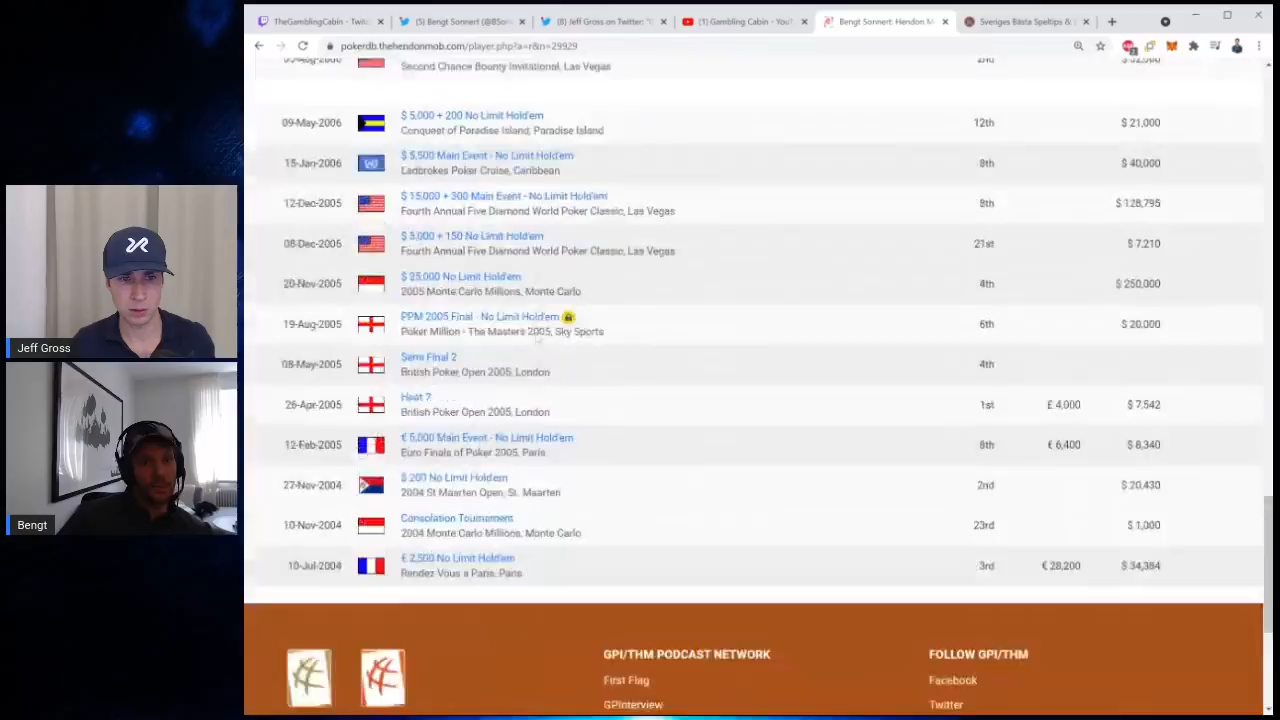 TheGamblingCabin - Twitc
(5) Bengt Sonnert (@BSon
(8) Jeff Gross on Twitter: "
(1) Gambling Cabin - YouT
Bengt Sonnert: Hendon M
Sveriges Bästa Speltips &
pokerdb.thehendonmob.com/player.php?a=r&n=29929
Second Chance Bounty Invitational, Las Vegas
09-May-2006 $ 5,000 + 200 No Limit Hold'em 12th $ 21,000
Conquest of Paradise Island, Paradise Island
15-Jan-2006 $ 5,500 Main Event - No Limit Hold'em 8th $ 40,000
Ladbrokes Poker Cruise, Caribbean
12-Dec-2005 $ 15,000 + 300 Main Event - No Limit Hold'em 8th $ 128,795
Fourth Annual Five Diamond World Poker Classic, Las Vegas
08-Dec-2005 No Limit Hold'em 21st $ 7,210
Fourth Annual Five Diamond World Poker Classic, Las Vegas
20-Nov-2005 $ 25,000 No Limit Hold'em 4th $ 250,000
2005 Monte Carlo Millions, Monte Carlo
19-Aug-2005 PPM 2005 Final - No Limit Hold'em 6th $ 20,000
Poker Million - The Masters 2005, Sky Sports
08-May-2005 Semi Final 2 4th
British Poker Open 2005, London
26-Apr-2005 Heat 7 1st £ 4,000 $ 7,542
British Poker Open 2005, London
12-Feb-2005 € 5,000 Main Event - No Limit Hold'em 8th € 6,400 $ 8,340
Euro Finals of Poker 2005, Paris
27-Nov-2004 $ 200 No Limit Hold'em 2nd $ 20,430
2004 St Maarten Open, St. Maarten
10-Nov-2004 Consolation Tournament 23rd $ 1,000
2004 Monte Carlo Millions, Monte Carlo
10-Jul-2004 € 2,500 No Limit Hold'em 3rd € 28,200 $ 34,384
Rendez Vous a Paris, Paris
GPI/THM PODCAST NETWORK
First Flag
GPInterview
FOLLOW GPI/THM
Facebook
Twitter
Jeff Gross
Bengt